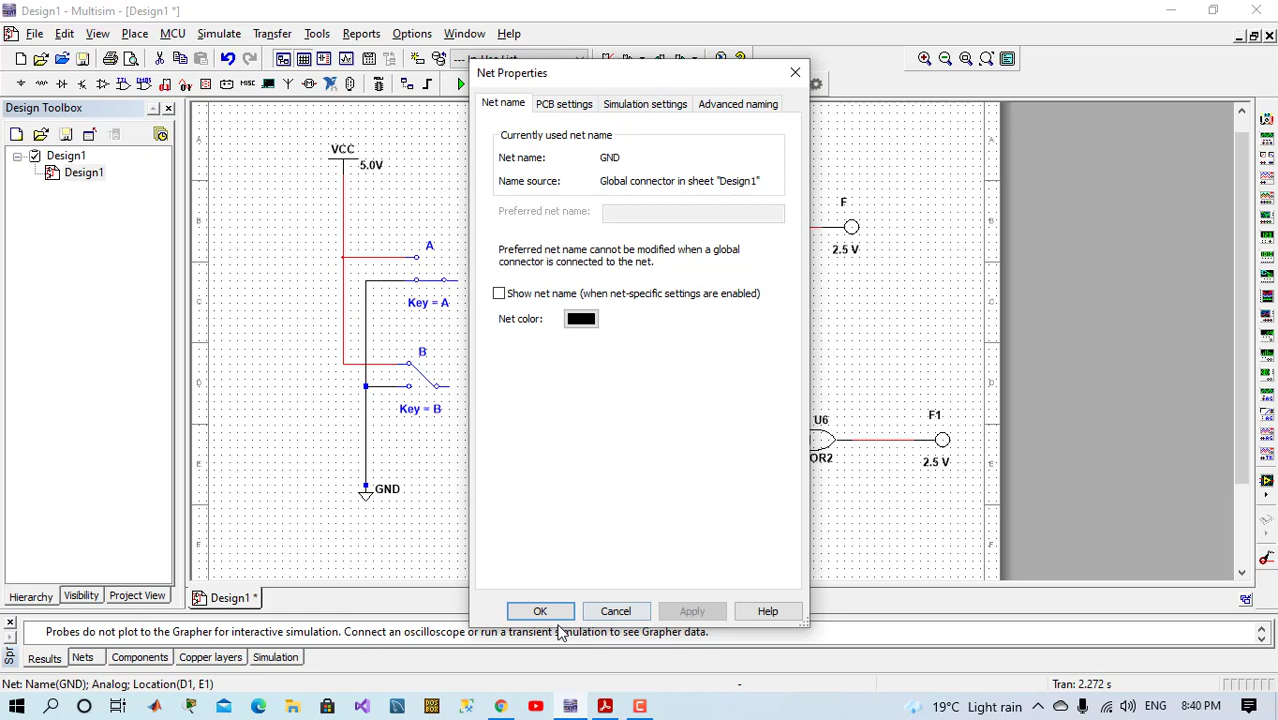 Design1 - Multisim - [Design1 *]
File Edit View Place MCU Simulate Transfer Tools Reports Options Window Help
Design Toolbox
Design1
Design1
Hierarchy Visibility Project View
VCC
5.0V
A
Key = A
B
Key = B
GND
Net Properties
Net name PCB settings Simulation settings Advanced naming
Currently used net name
Net name: GND
Name source: Global connector in sheet "Design1"
Preferred net name:
Preferred net name cannot be modified when a global
connector is connected to the net.
Show net name (when net-specific settings are enabled)
Net color:
OK Cancel Apply Help
F
2.5 V
U6
F1
OR2
2.5 V
A
B
C
D
E
F
A
B
C
D
E
F
Design1 *
Probes do not plot to the Grapher for interactive simulation. Connect an oscilloscope or run a transient simulation to see Grapher data.
Results Nets Components Copper layers Simulation
Net: Name(GND); Analog; Location(D1, E1) - Tran: 2.272 s
19°C Light rain ENG 8:40 PM